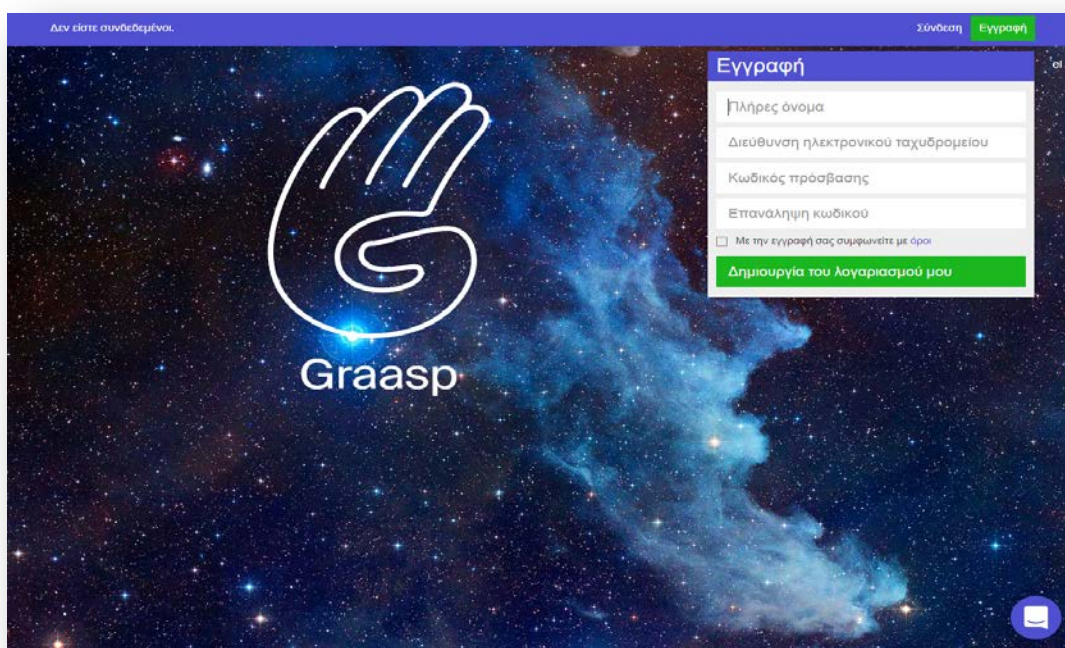 Δεν είστε συνδεδεμένοι.
Σύνδεση
Εγγραφή
el
Εγγραφή
Πλήρες όνομα
Διεύθυνση ηλεκτρονικού ταχυδρομείου
Κωδικός πρόσβασης
Επανάληψη κωδικού
Με την εγγραφή σας συμφωνείτε με όροι
Δημιουργία του λογαριασμού μου
Graasp